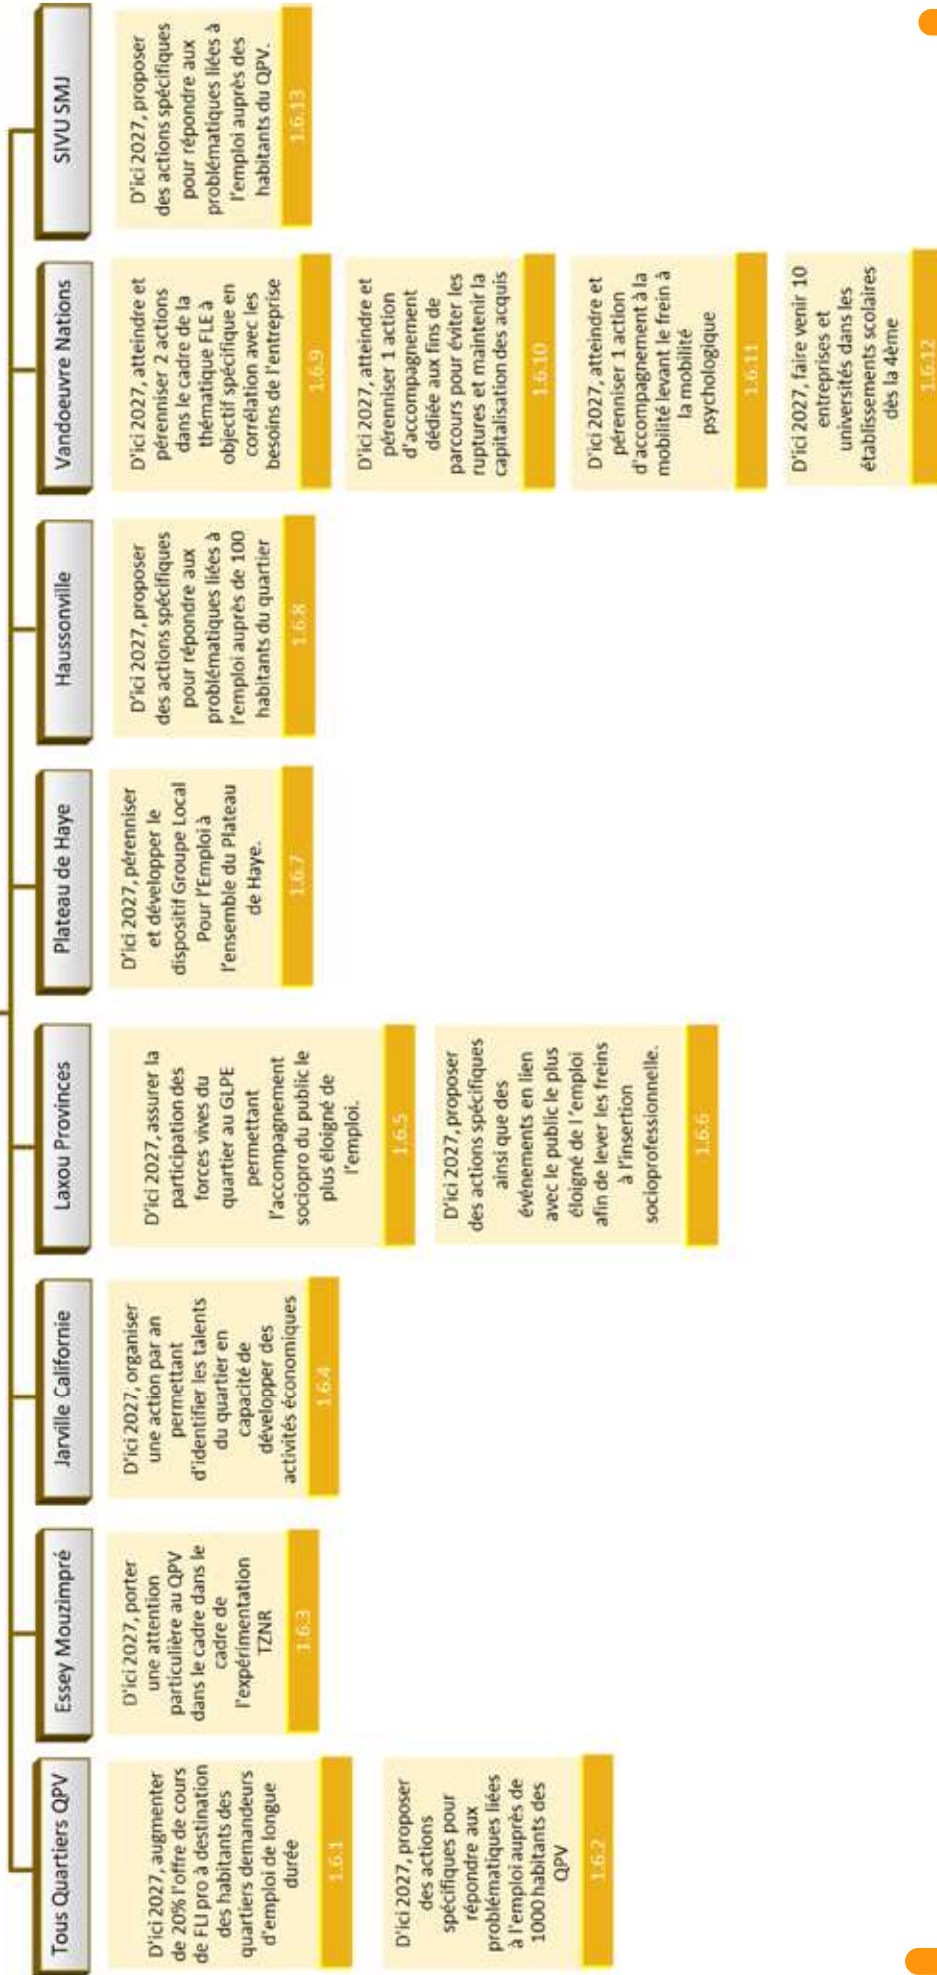 Tous Quartiers QPV
D'ici 2027, augmenter
de 20% l'offre de cours
de FLI pro à destination
des habitants des
quartiers demandeurs
d'emploi de longue
durée
1.6.1
D'ici 2027, proposer
des actions
spécifiques pour
répondre aux
problématiques liées
à l'emploi auprès de
1000 habitants des
QPV
1.6.2
Essey Mouzimpré
D'ici 2027, porter
une attention
particulière au QPV
dans le cadre dans le
cadre de
l'expérimentation
TZNR
1.6.3
Jarville Californie
D'ici 2027, organiser
une action par an
permettant
d'identifier les talents
du quartier en
capacité de
développer des
activités économiques
1.6.4
Laxou Provinces
D'ici 2027, assurer la
participation des
forces vives du
quartier au GLPE
permettant
l'accompagnement
sociopro du public le
plus éloigné de
l'emploi.
1.6.5
D'ici 2027, proposer
des actions spécifiques
ainsi que des
événements en lien
avec le public le plus
éloigné de l'emploi
afin de lever les freins
à l'insertion
socioprofessionnelle.
1.6.6
Plateau de Haye
D'ici 2027, pérenniser
et développer le
dispositif Groupe Local
Pour l'Emploi à
l'ensemble du Plateau
de Haye.
1.6.7
Haussonville
D'ici 2027, proposer
des actions spécifiques
pour répondre aux
problématiques liées à
l'emploi auprès de 100
habitants du quartier
1.6.8
Vandoeuvre Nations
D'ici 2027, atteindre et
pérenniser 2 actions
dans le cadre de la
thématique FLE à
objectif spécifique en
corrélation avec les
besoins de l'entreprise
1.6.9
D'ici 2027, atteindre et
pérenniser 1 action
d'accompagnement
dédiée aux fins de
parcours pour éviter les
ruptures et maintenir la
capitalisation des acquis
1.6.10
D'ici 2027, atteindre et
pérenniser 1 action
d'accompagnement à la
mobilité levant le frein à
la mobilité
psychologique
1.6.11
D'ici 2027, faire venir 10
entreprises et
universités dans les
établissements scolaires
dès la 4ème
1.6.12
SIVU SMJ
D'ici 2027, proposer
des actions spécifiques
pour répondre aux
problématiques liées à
l'emploi auprès des
habitants du QPV.
1.6.13